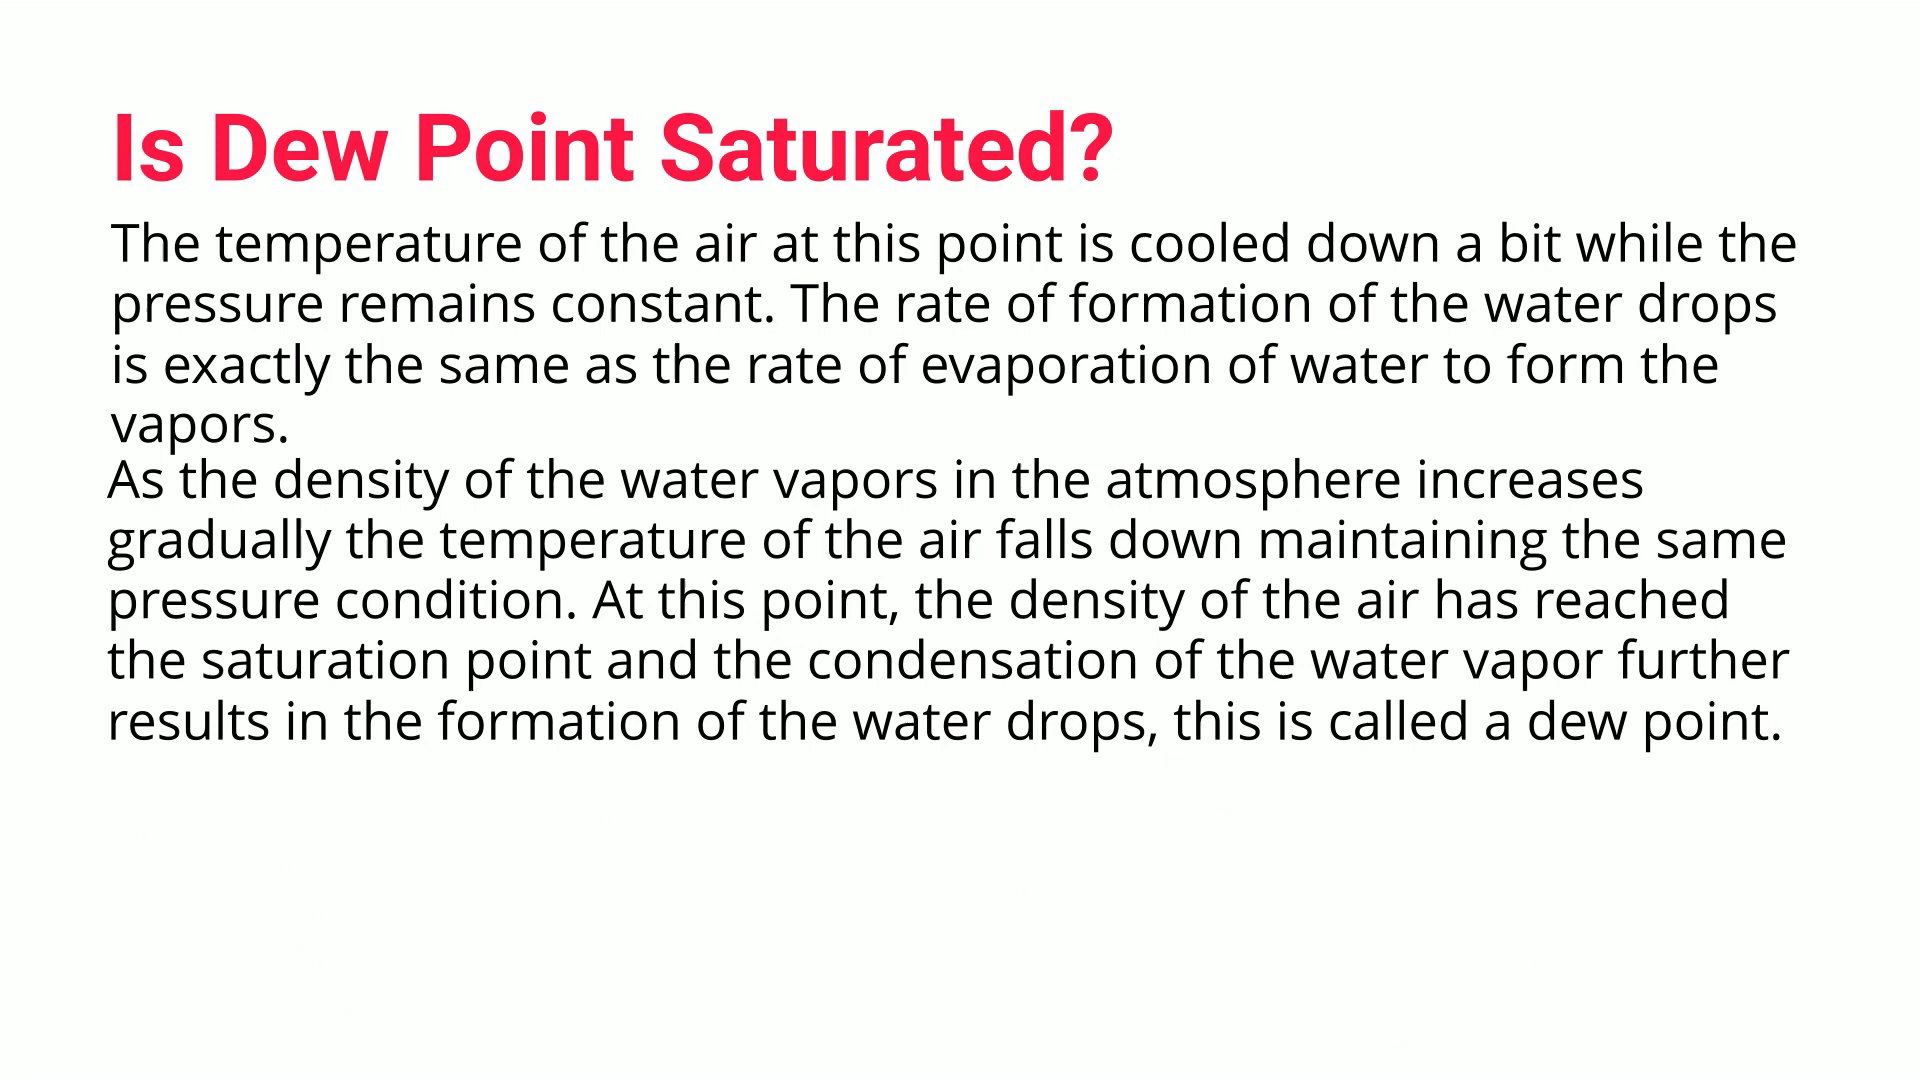 Is Dew Point Saturated?
The temperature of the air at this point is cooled down a bit while the
pressure remains constant. The rate of formation of the water drops
is exactly the same as the rate of evaporation of water to form the
vapors.
As the density of the water vapors in the atmosphere increases
gradually the temperature of the air falls down maintaining the same
pressure condition. At this point, the density of the air has reached
the saturation point and the condensation of the water vapor further
results in the formation of the water drops, this is called a dew point.